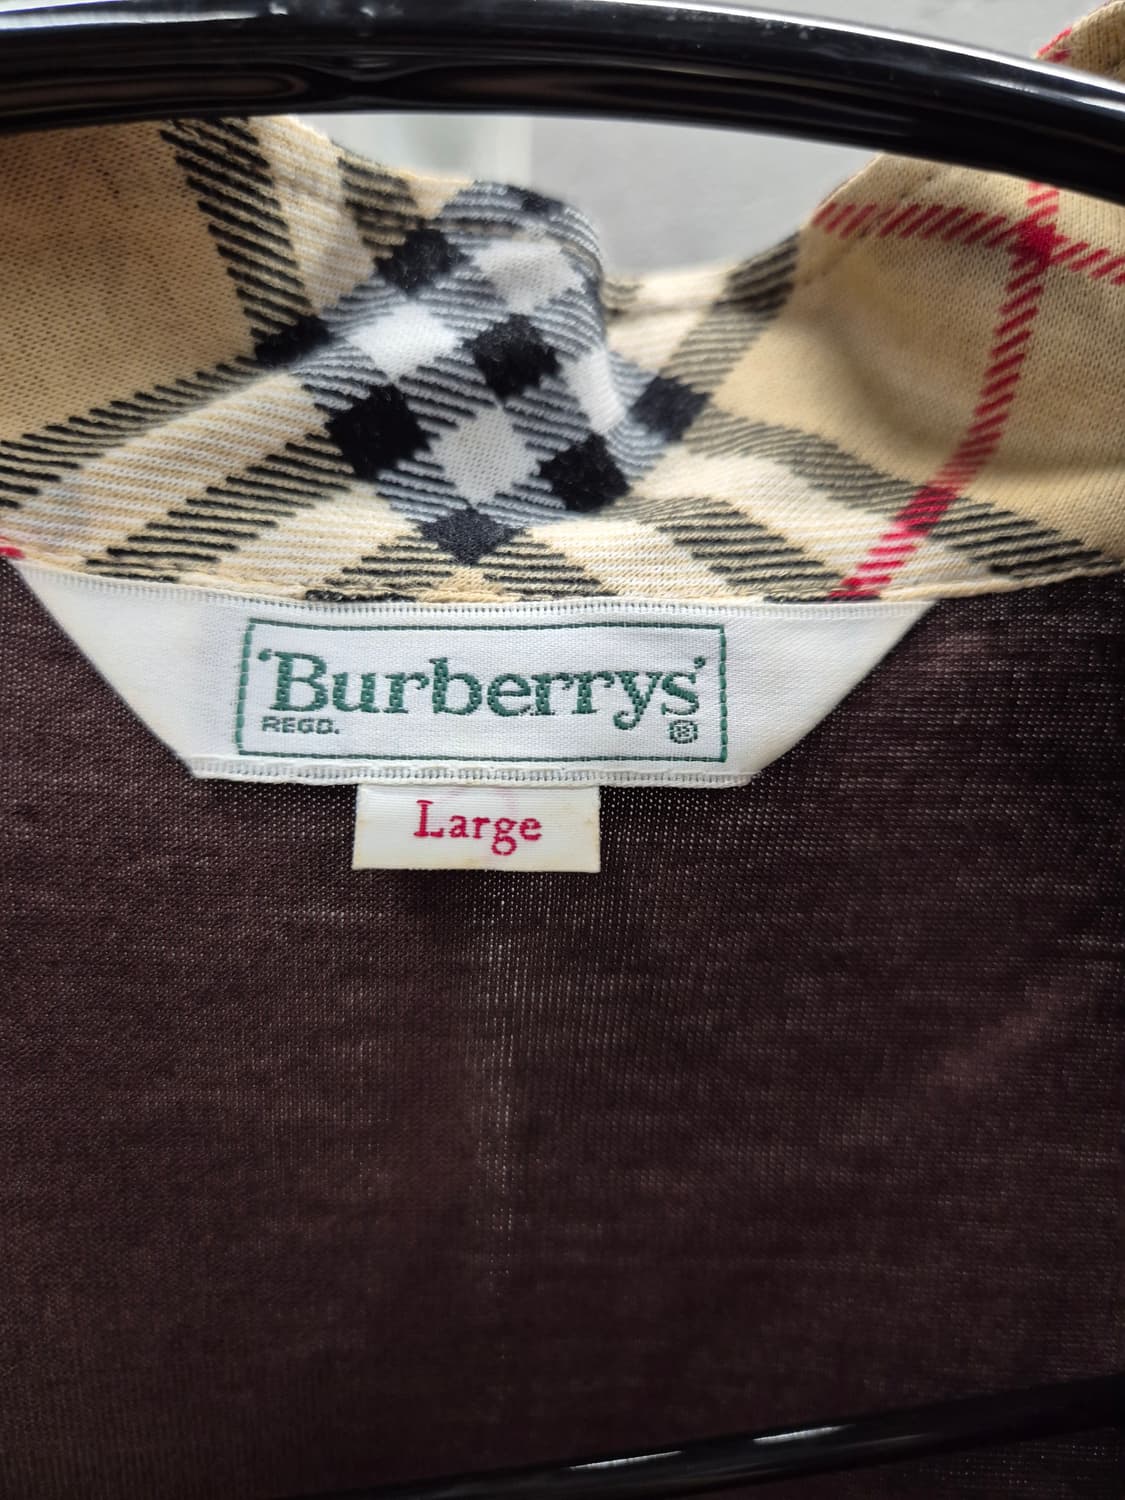 'Burberrys'
REGD. ®
Large